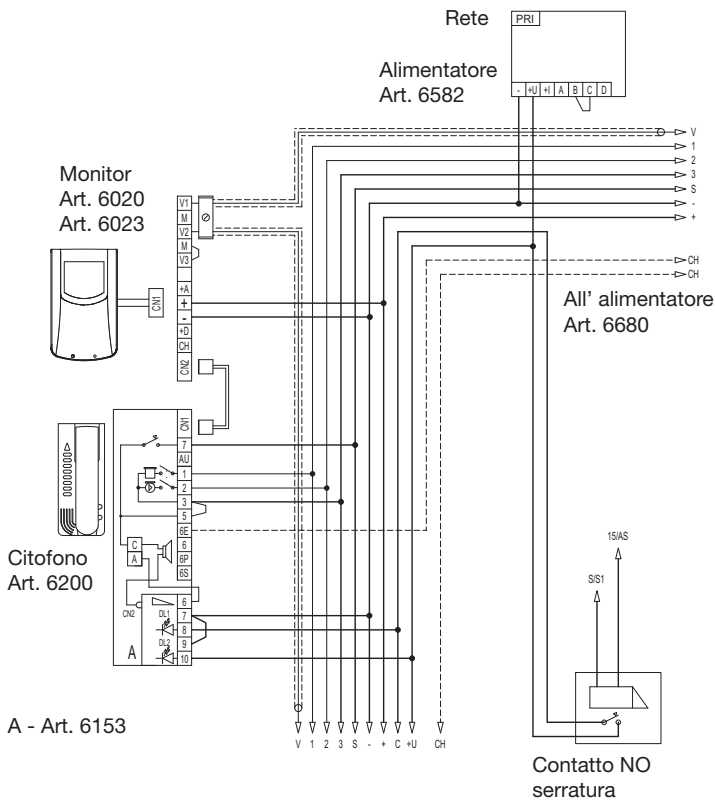 Rete
PRI
Alimentatore
Art. 6582
- +U +I A B C D
V
1
2
3
S
-
+
CH
CH
All' alimentatore
Art. 6680
Monitor
Art. 6020
Art. 6023
V1
M
V2
M
V3
+A
+
-
+D
CH
CN2
CN1
CN1
7
AU
1
2
3
5
6E
6
6P
6S
C
A
Citofono
Art. 6200
CN2
DL1
DL2
A
6
7
8
9
10
15/AS
S/S1
A - Art. 6153
V 1 2 3 S - + C +U CH
Contatto NO
serratura